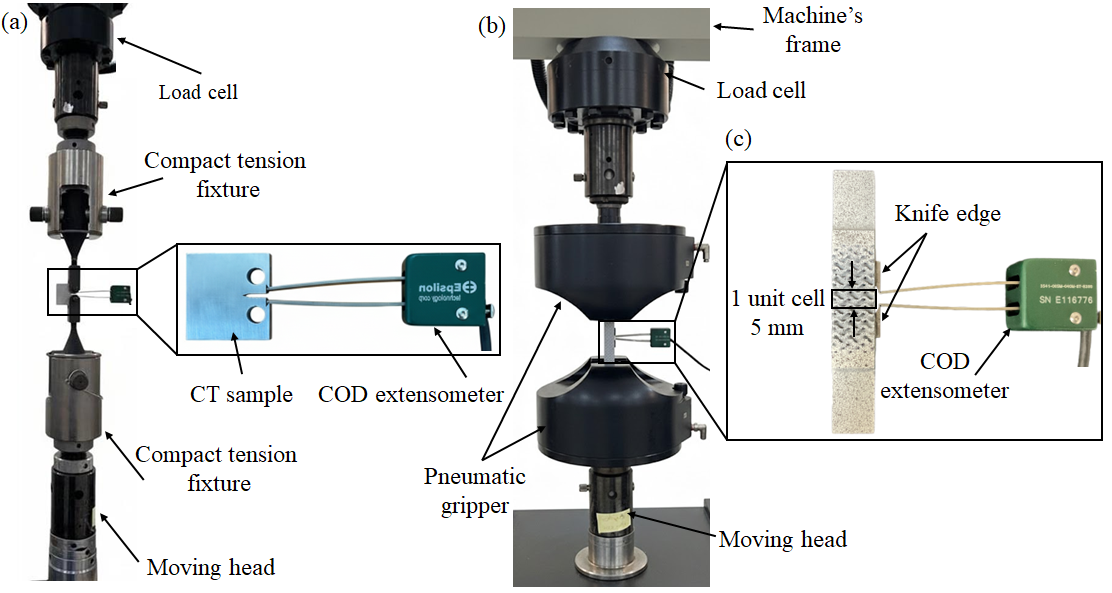 (a)
Load cell
Compact tension
fixture
Epsilon
technology corp
CT sample
COD extensometer
Compact tension
fixture
Moving head
(b)
Machine's
frame
Load cell
Pneumatic
gripper
Moving head
(c)
Knife edge
1 unit cell
5 mm
SN E116776
COD
extensometer